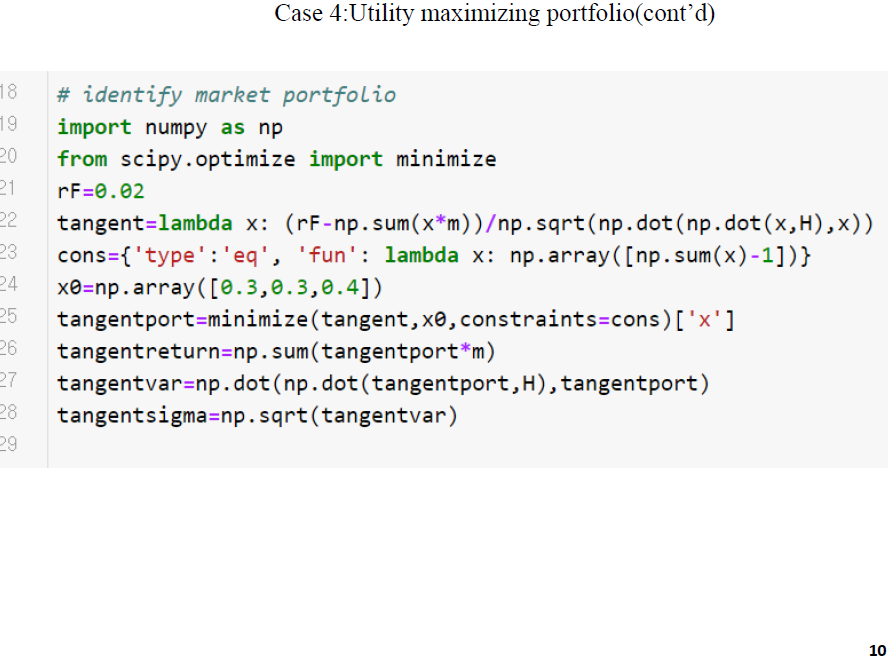 Case 4:Utility maximizing portfolio(cont’d)
18 # identify market portfolio
19 import numpy as np
20 from scipy.optimize import minimize
21 rF=0.02
22 tangent=lambda x: (rF-np.sum(x*m))/np.sqrt(np.dot(np.dot(x,H),x))
23 cons={'type':'eq', 'fun': lambda x: np.array([np.sum(x)-1])}
24 x0=np.array([0.3,0.3,0.4])
25 tangentport=minimize(tangent,x0,constraints=cons)['x']
26 tangentreturn=np.sum(tangentport*m)
27 tangentvar=np.dot(np.dot(tangentport,H),tangentport)
28 tangentsigma=np.sqrt(tangentvar)
29
10